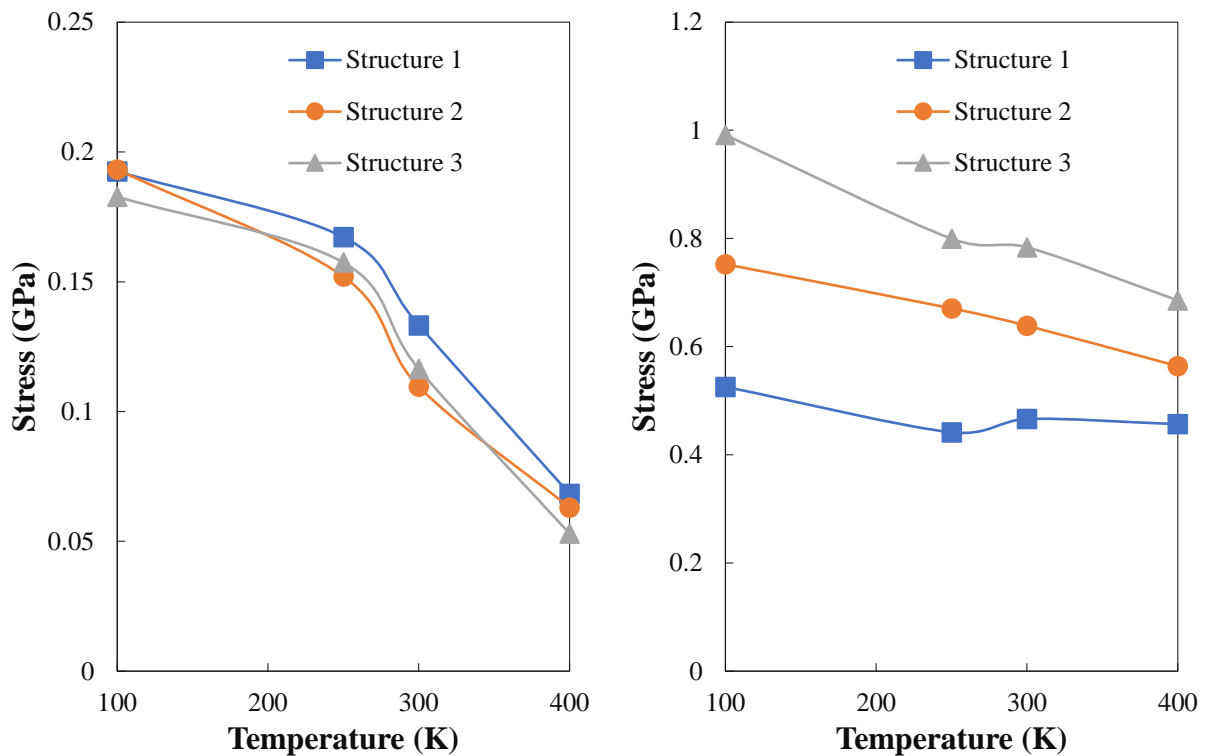 0.25
0.2
0.15
0.1
0.05
0
Stress (GPa)
100 200 300 400
Temperature (K)
Structure 1
Structure 2
Structure 3
1.2
1
0.8
0.6
0.4
0.2
0
Stress (GPa)
100 200 300 400
Temperature (K)
Structure 1
Structure 2
Structure 3